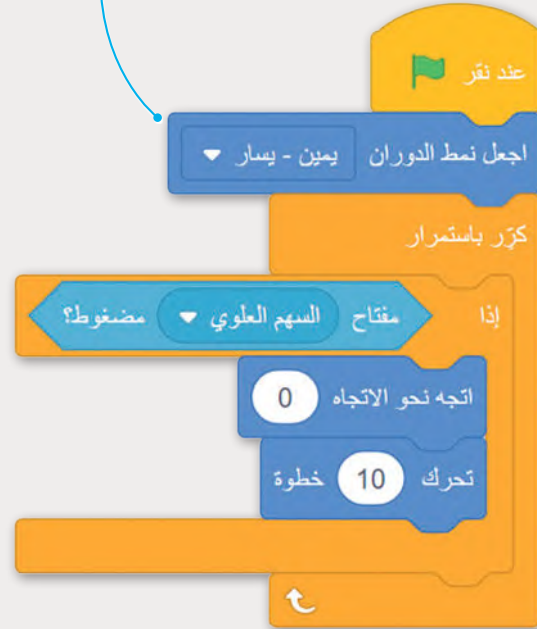 عند نقر
اجعل نمط الدوران يمين - يسار
كرّر باستمرار
إذا مفتاح السهم العلوي مضغوط؟
اتجه نحو الاتجاه 0
تحرك 10 خطوة